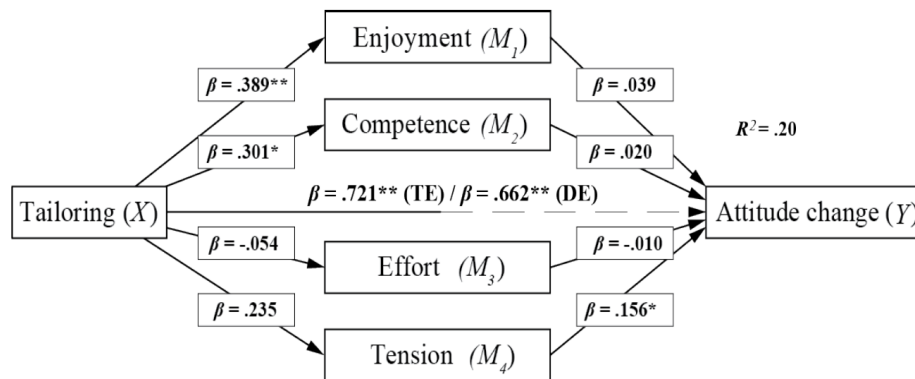 Enjoyment (M1)
β = .389**
β = .039
Competence (M2)
R2 = .20
β = .301*
β = .020
β = .721** (TE) / β = .662** (DE)
Tailoring (X)
Attitude change (Y)
β = -.054
β = -.010
Effort (M3)
β = .235
β = .156*
Tension (M4)